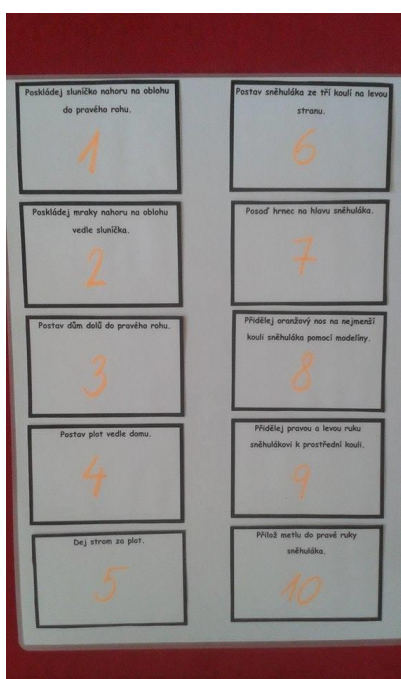 Poskládej sluníčko nahoru na oblohu
do pravého rohu.
1
Poskládej mraky nahoru na oblohu
vedle sluníčka.
2
Postav dům dolů do pravého rohu.
3
Postav plot vedle domu.
4
Dej strom za plot.
5
Postav sněhuláka ze tří koulí na levou
stranu.
6
Posaď hrnec na hlavu sněhuláka.
7
Přidělej oranžový nos na nejmenší
kouli sněhuláka pomocí modelíny.
8
Přidělej pravou a levou ruku
sněhulákovi k prostřední kouli.
9
Přilož metlu do pravé ruky
sněhuláka.
10